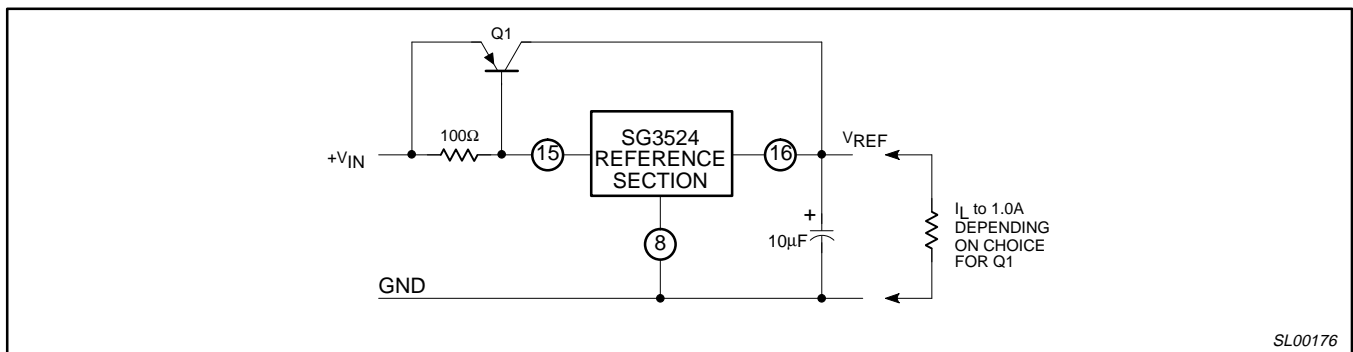 Q1
100Ω
+VIN
15
SG3524
REFERENCE
SECTION
16
VREF
8
+
10µF
IL to 1.0A
DEPENDING
ON CHOICE
FOR Q1
GND
SL00176